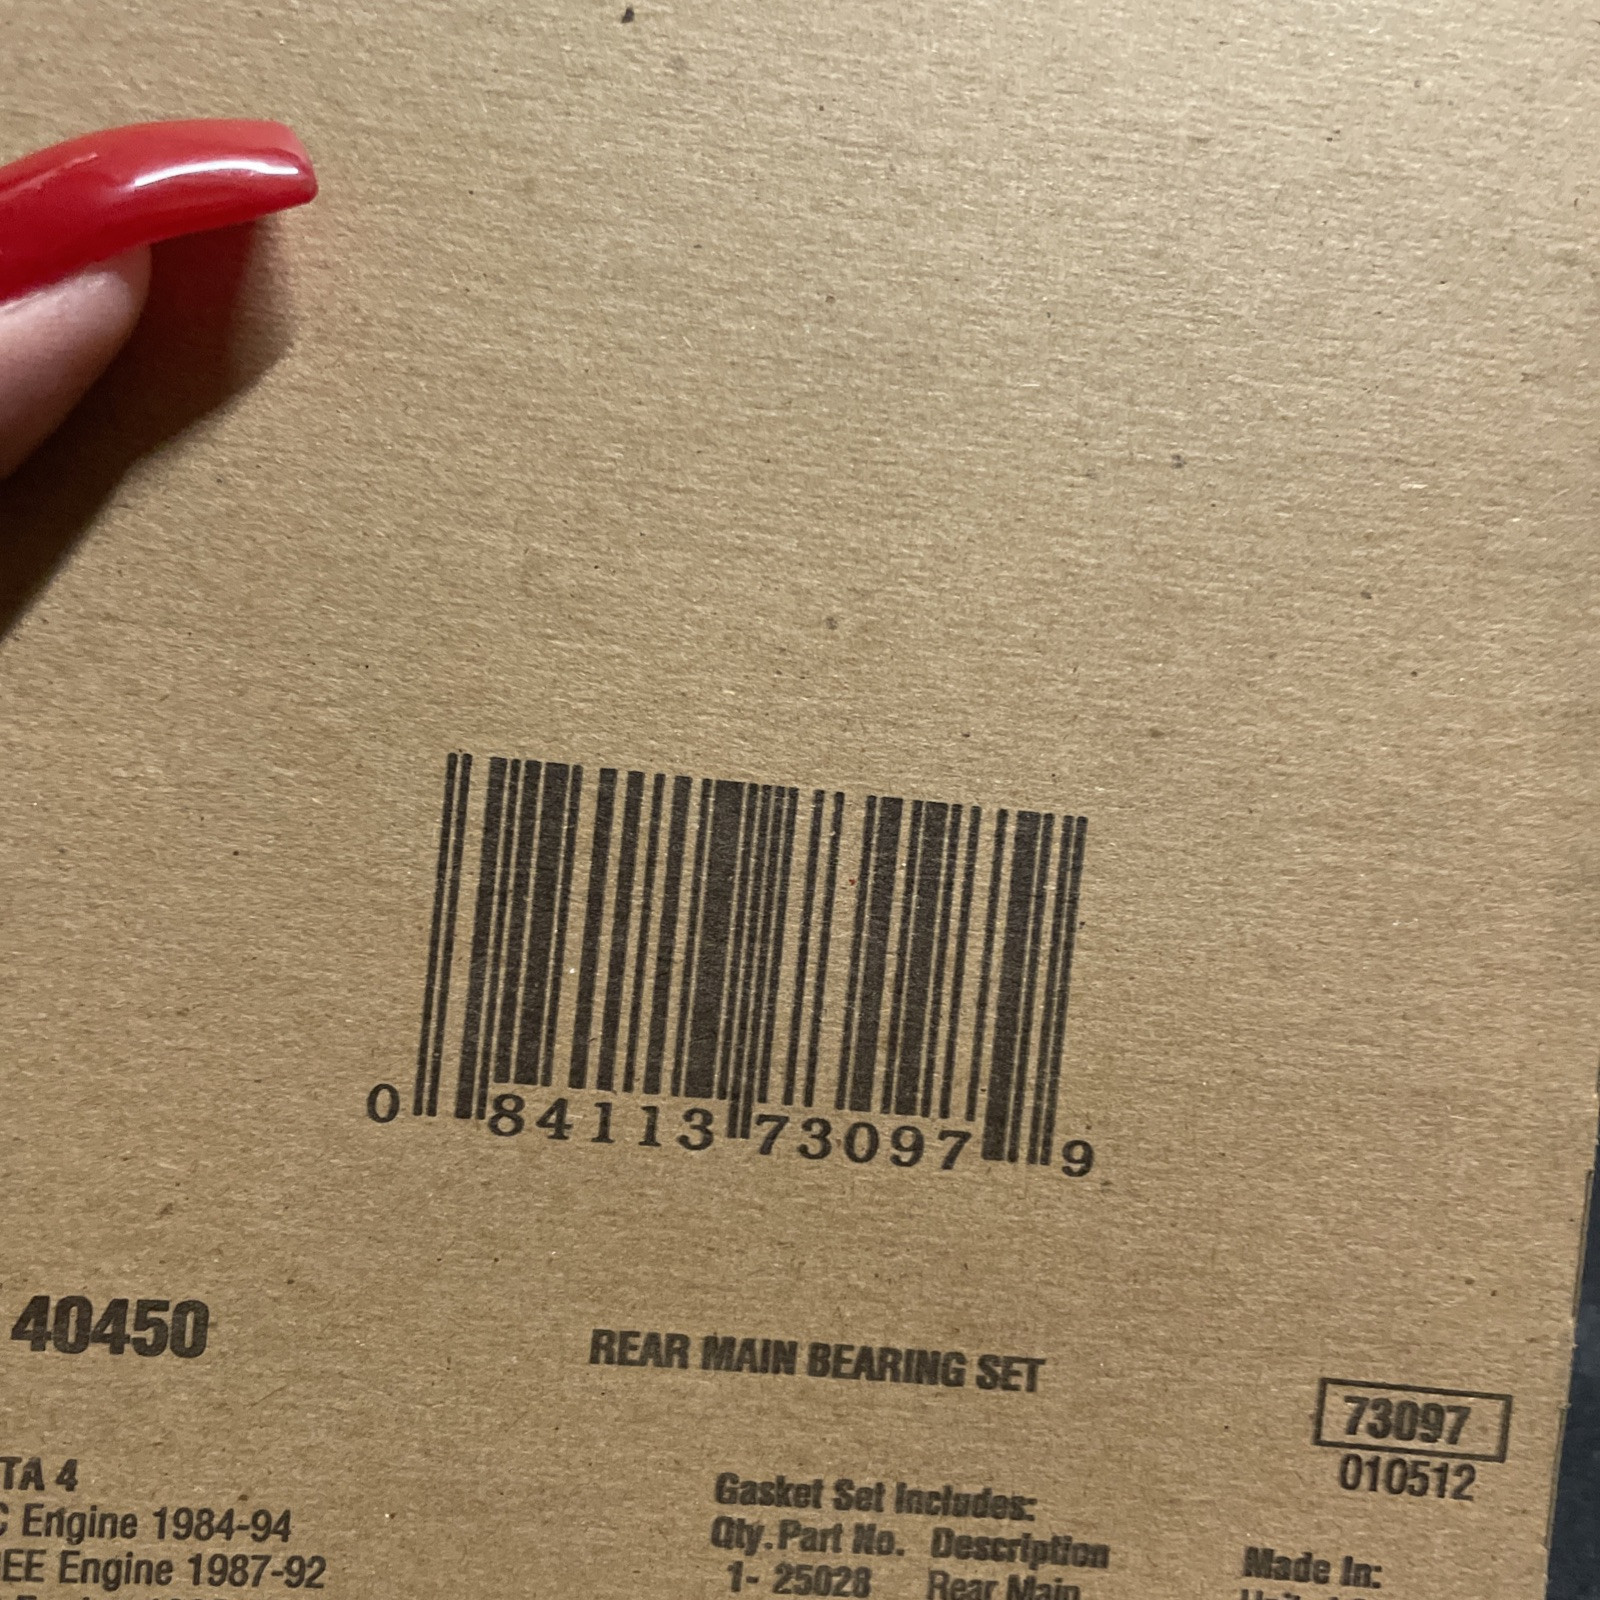 0 84113 73097 9
40450
REAR MAIN BEARING SET
73097
010512
TA 4
C Engine 1984-94
EE Engine 1987-92
Gasket Set Includes:
Qty. Part No. Description
1- 25028 Rear Main
Made In: